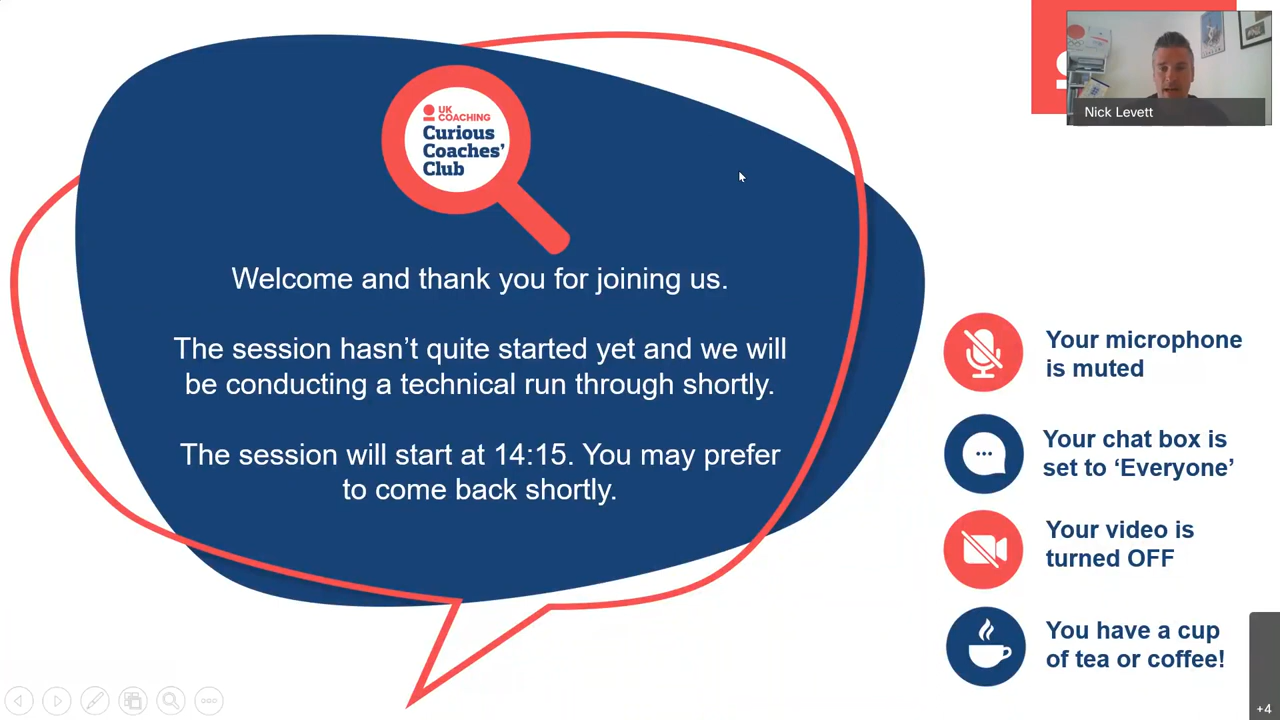 UK
COACHING
Curious
Coaches'
Club
Welcome and thank you for joining us.
The session hasn't quite started yet and we will
be conducting a technical run through shortly.
The session will start at 14:15. You may prefer
to come back shortly.
Nick Levett
Your microphone
is muted
Your chat box is
set to ‘Everyone’
Your video is
turned OFF
You have a cup
of tea or coffee!
+4